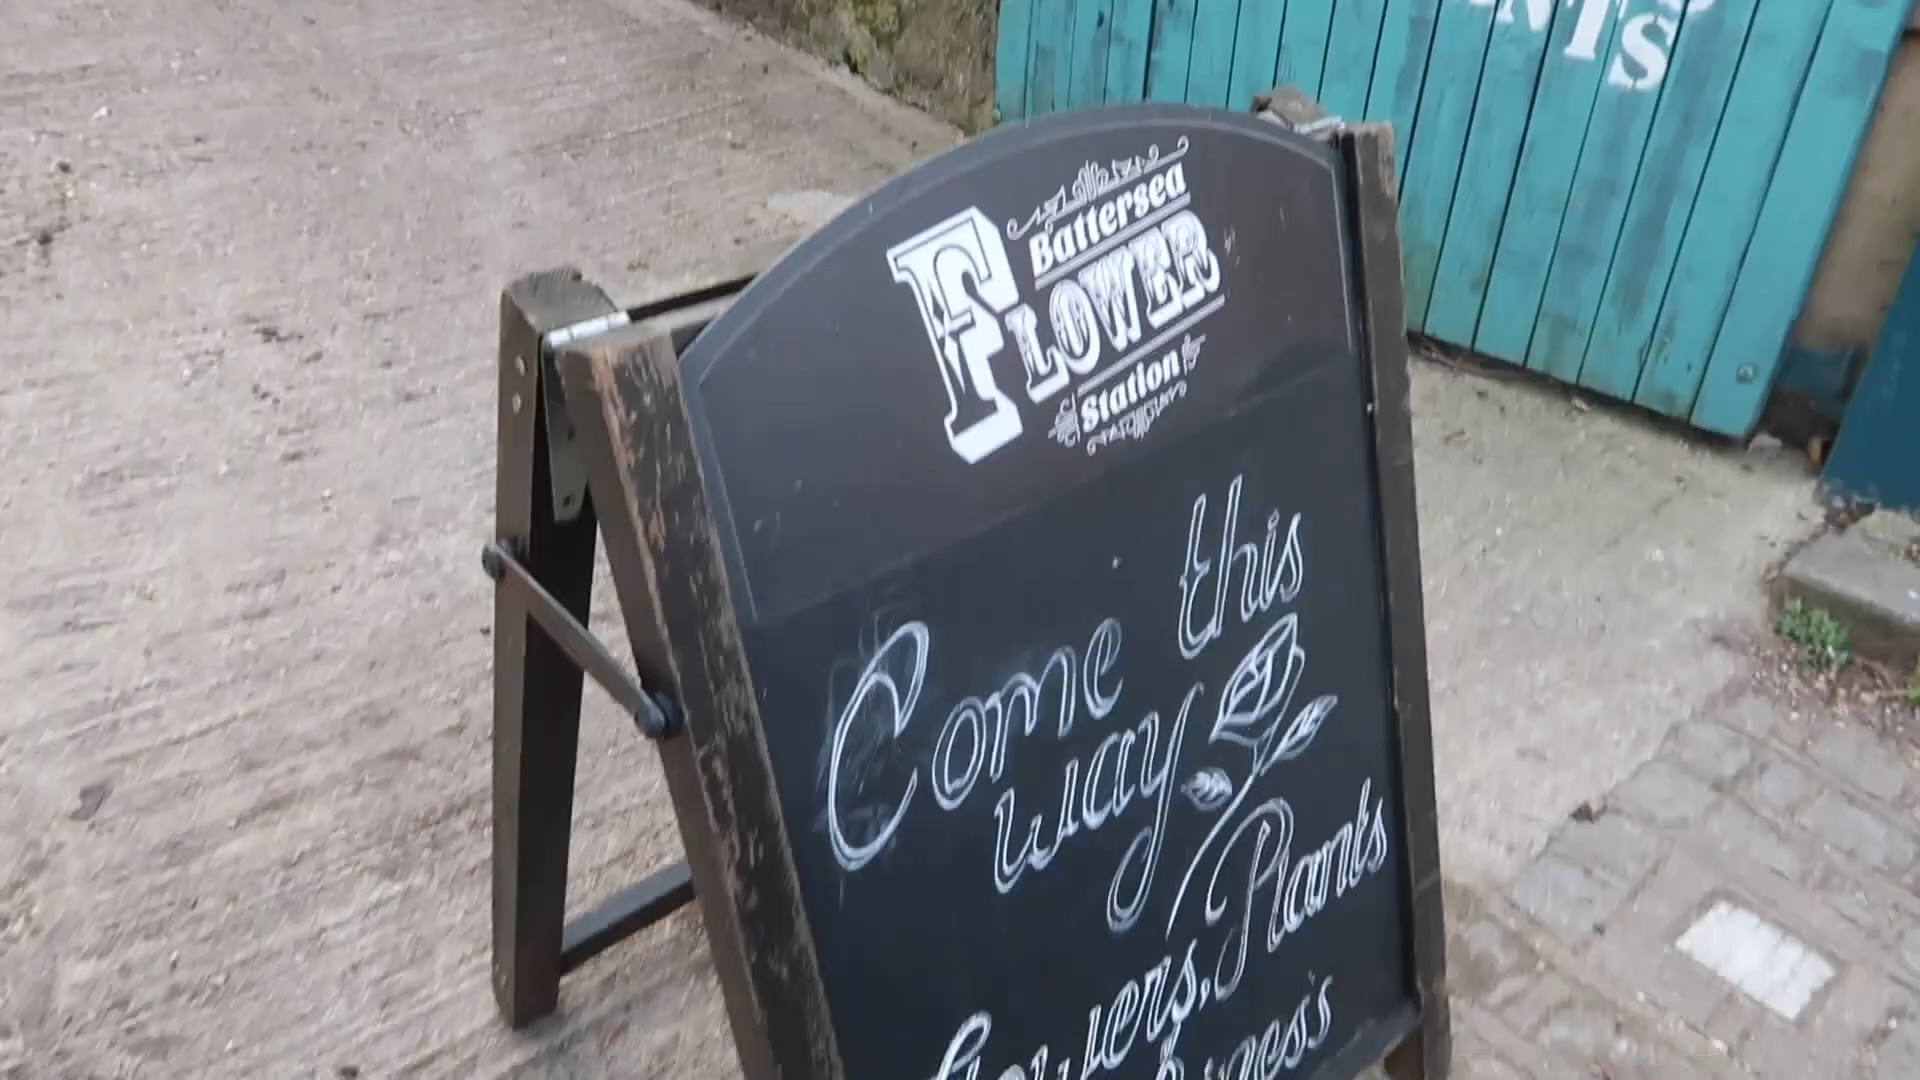 Battersea
FLOWER
Station
Come this
way
flowers, Plants